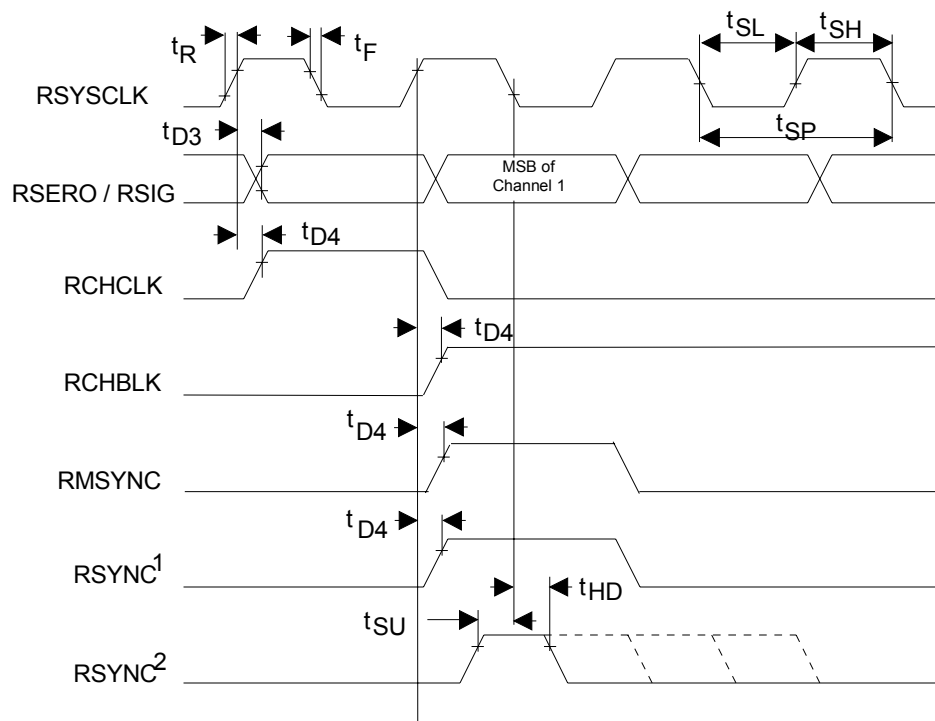 tR tF tSL tSH
RSYSCLK
tD3 tSP
RSERO / RSIG MSB of
Channel 1
tD4
RCHCLK
tD4
RCHBLK
tD4
RMSYNC
tD4
RSYNC1
tHD
tSU
RSYNC2